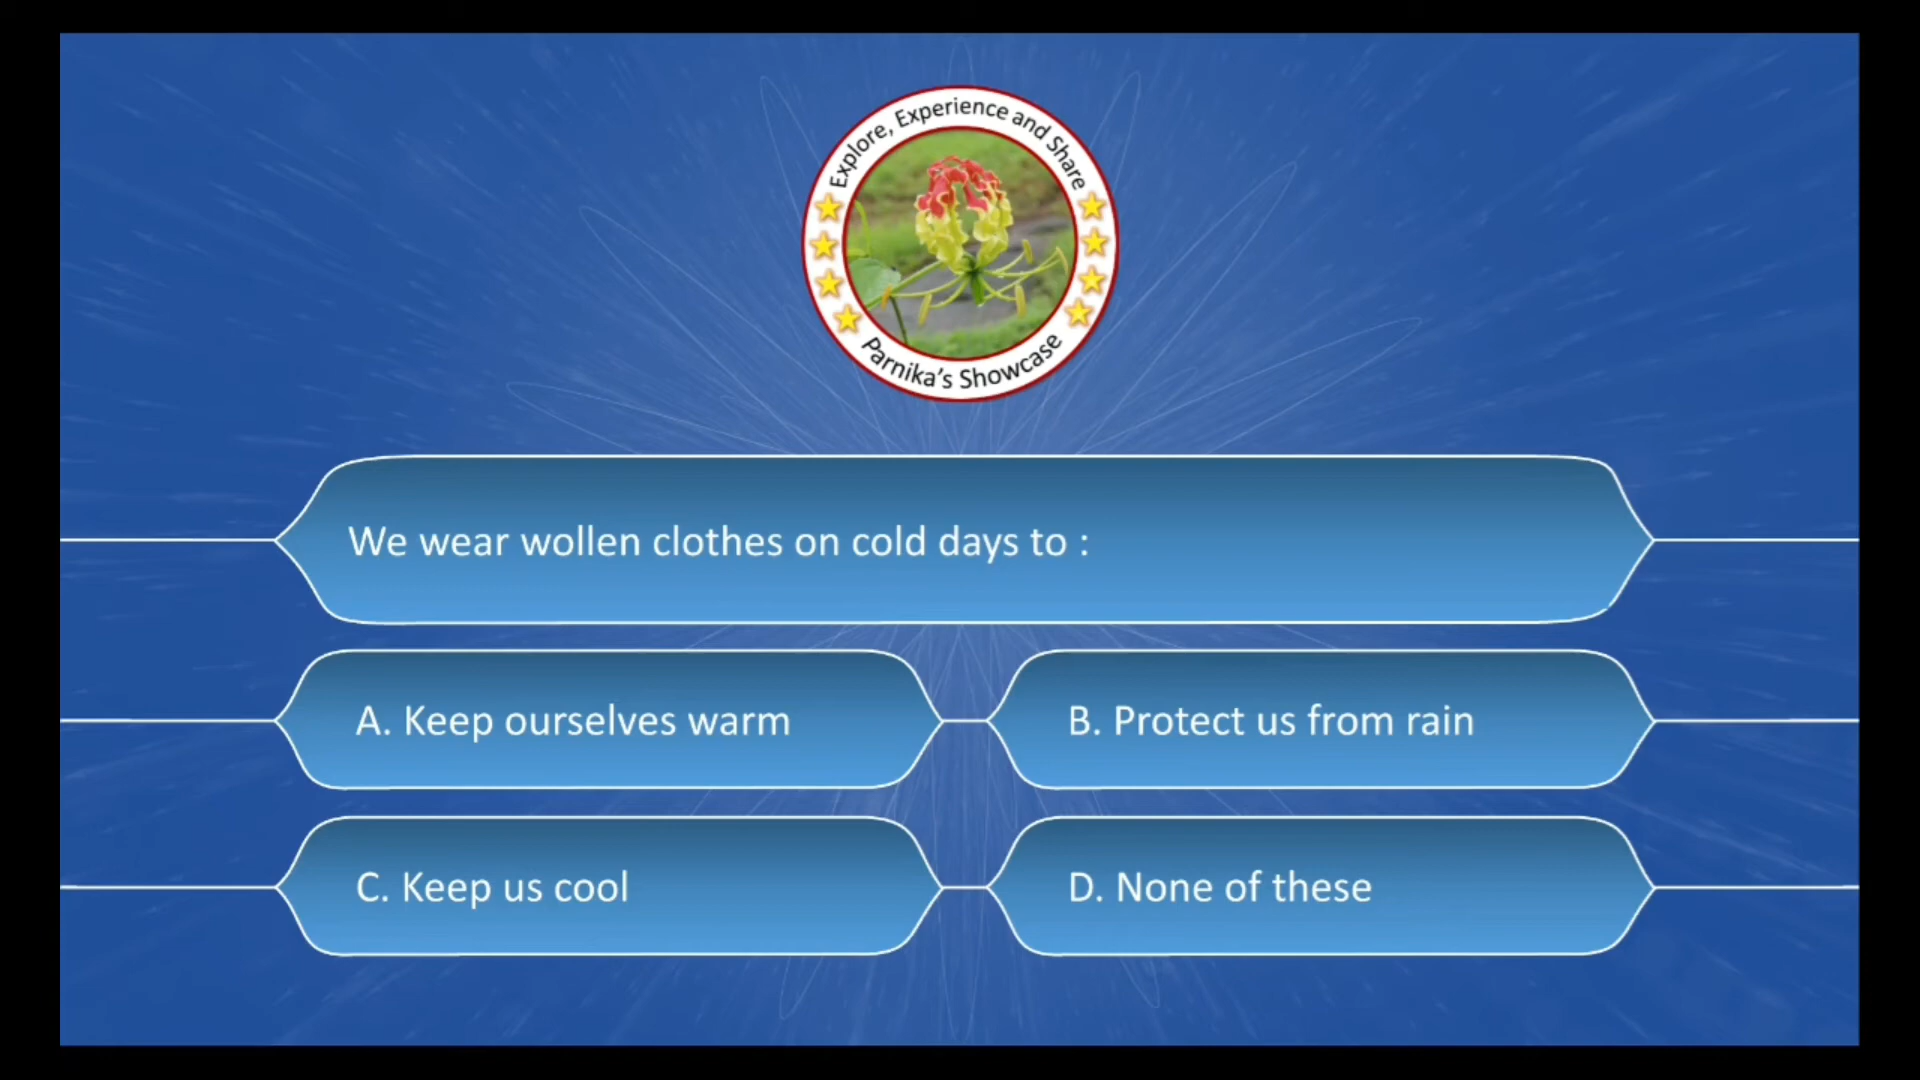 Explore, Experience and Share
Parnika's Showcase
We wear wollen clothes on cold days to :
A. Keep ourselves warm
B. Protect us from rain
C. Keep us cool
D. None of these